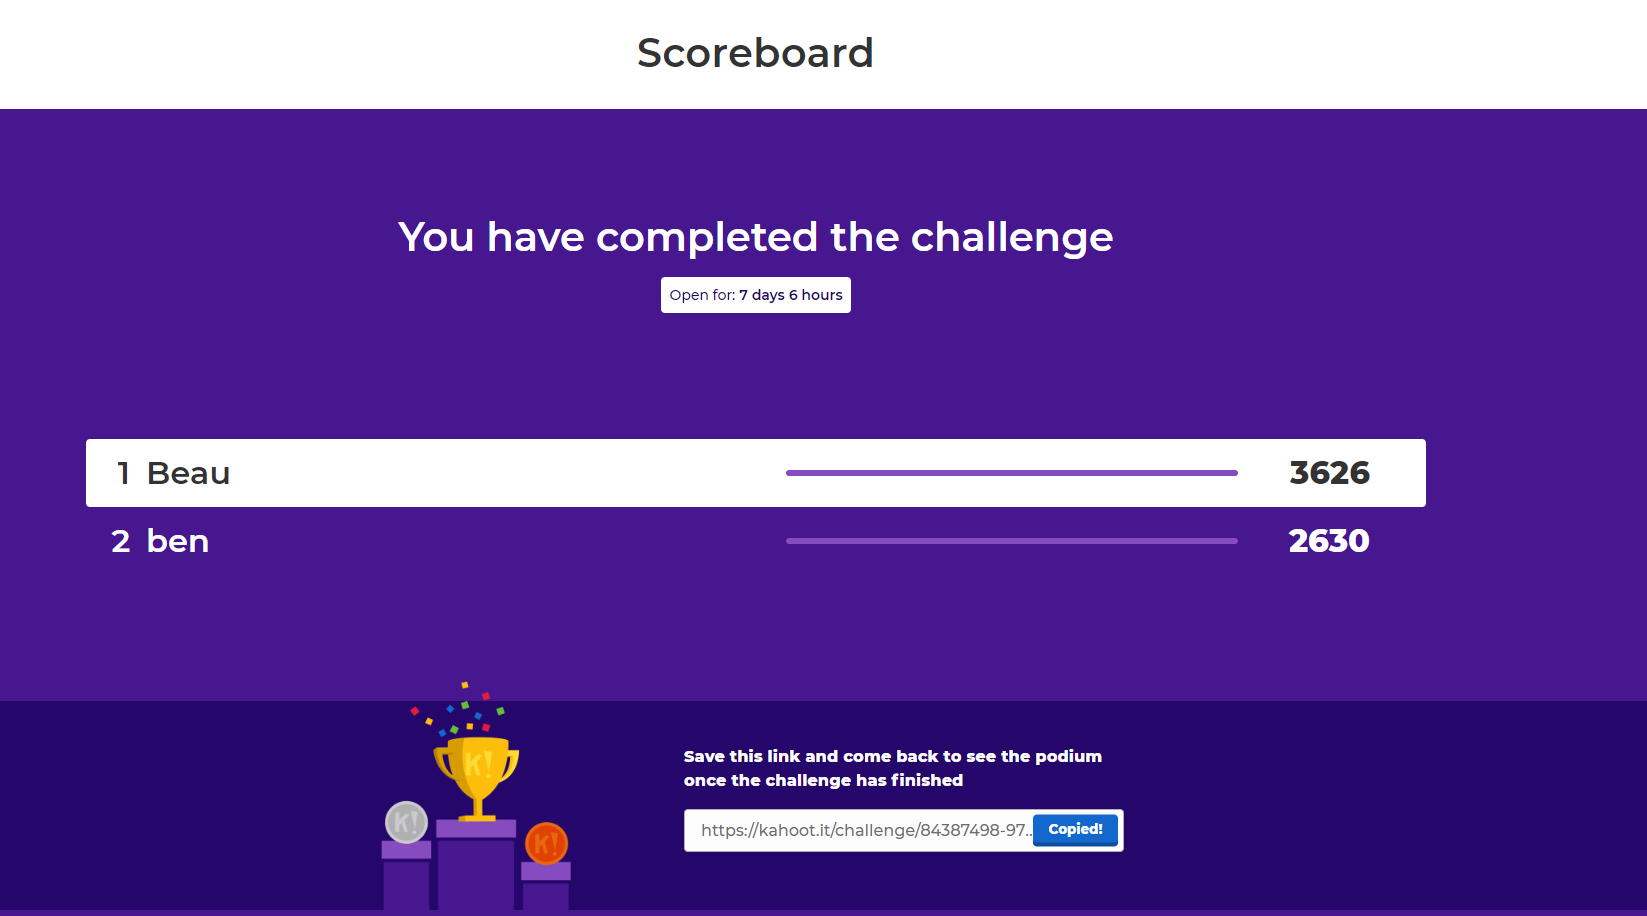 Scoreboard
You have completed the challenge
Open for: 7 days 6 hours
1 Beau 3626
2 ben 2630
K!
K!
K!
Save this link and come back to see the podium
once the challenge has finished
https://kahoot.it/challenge/84387498-97.. Copied!